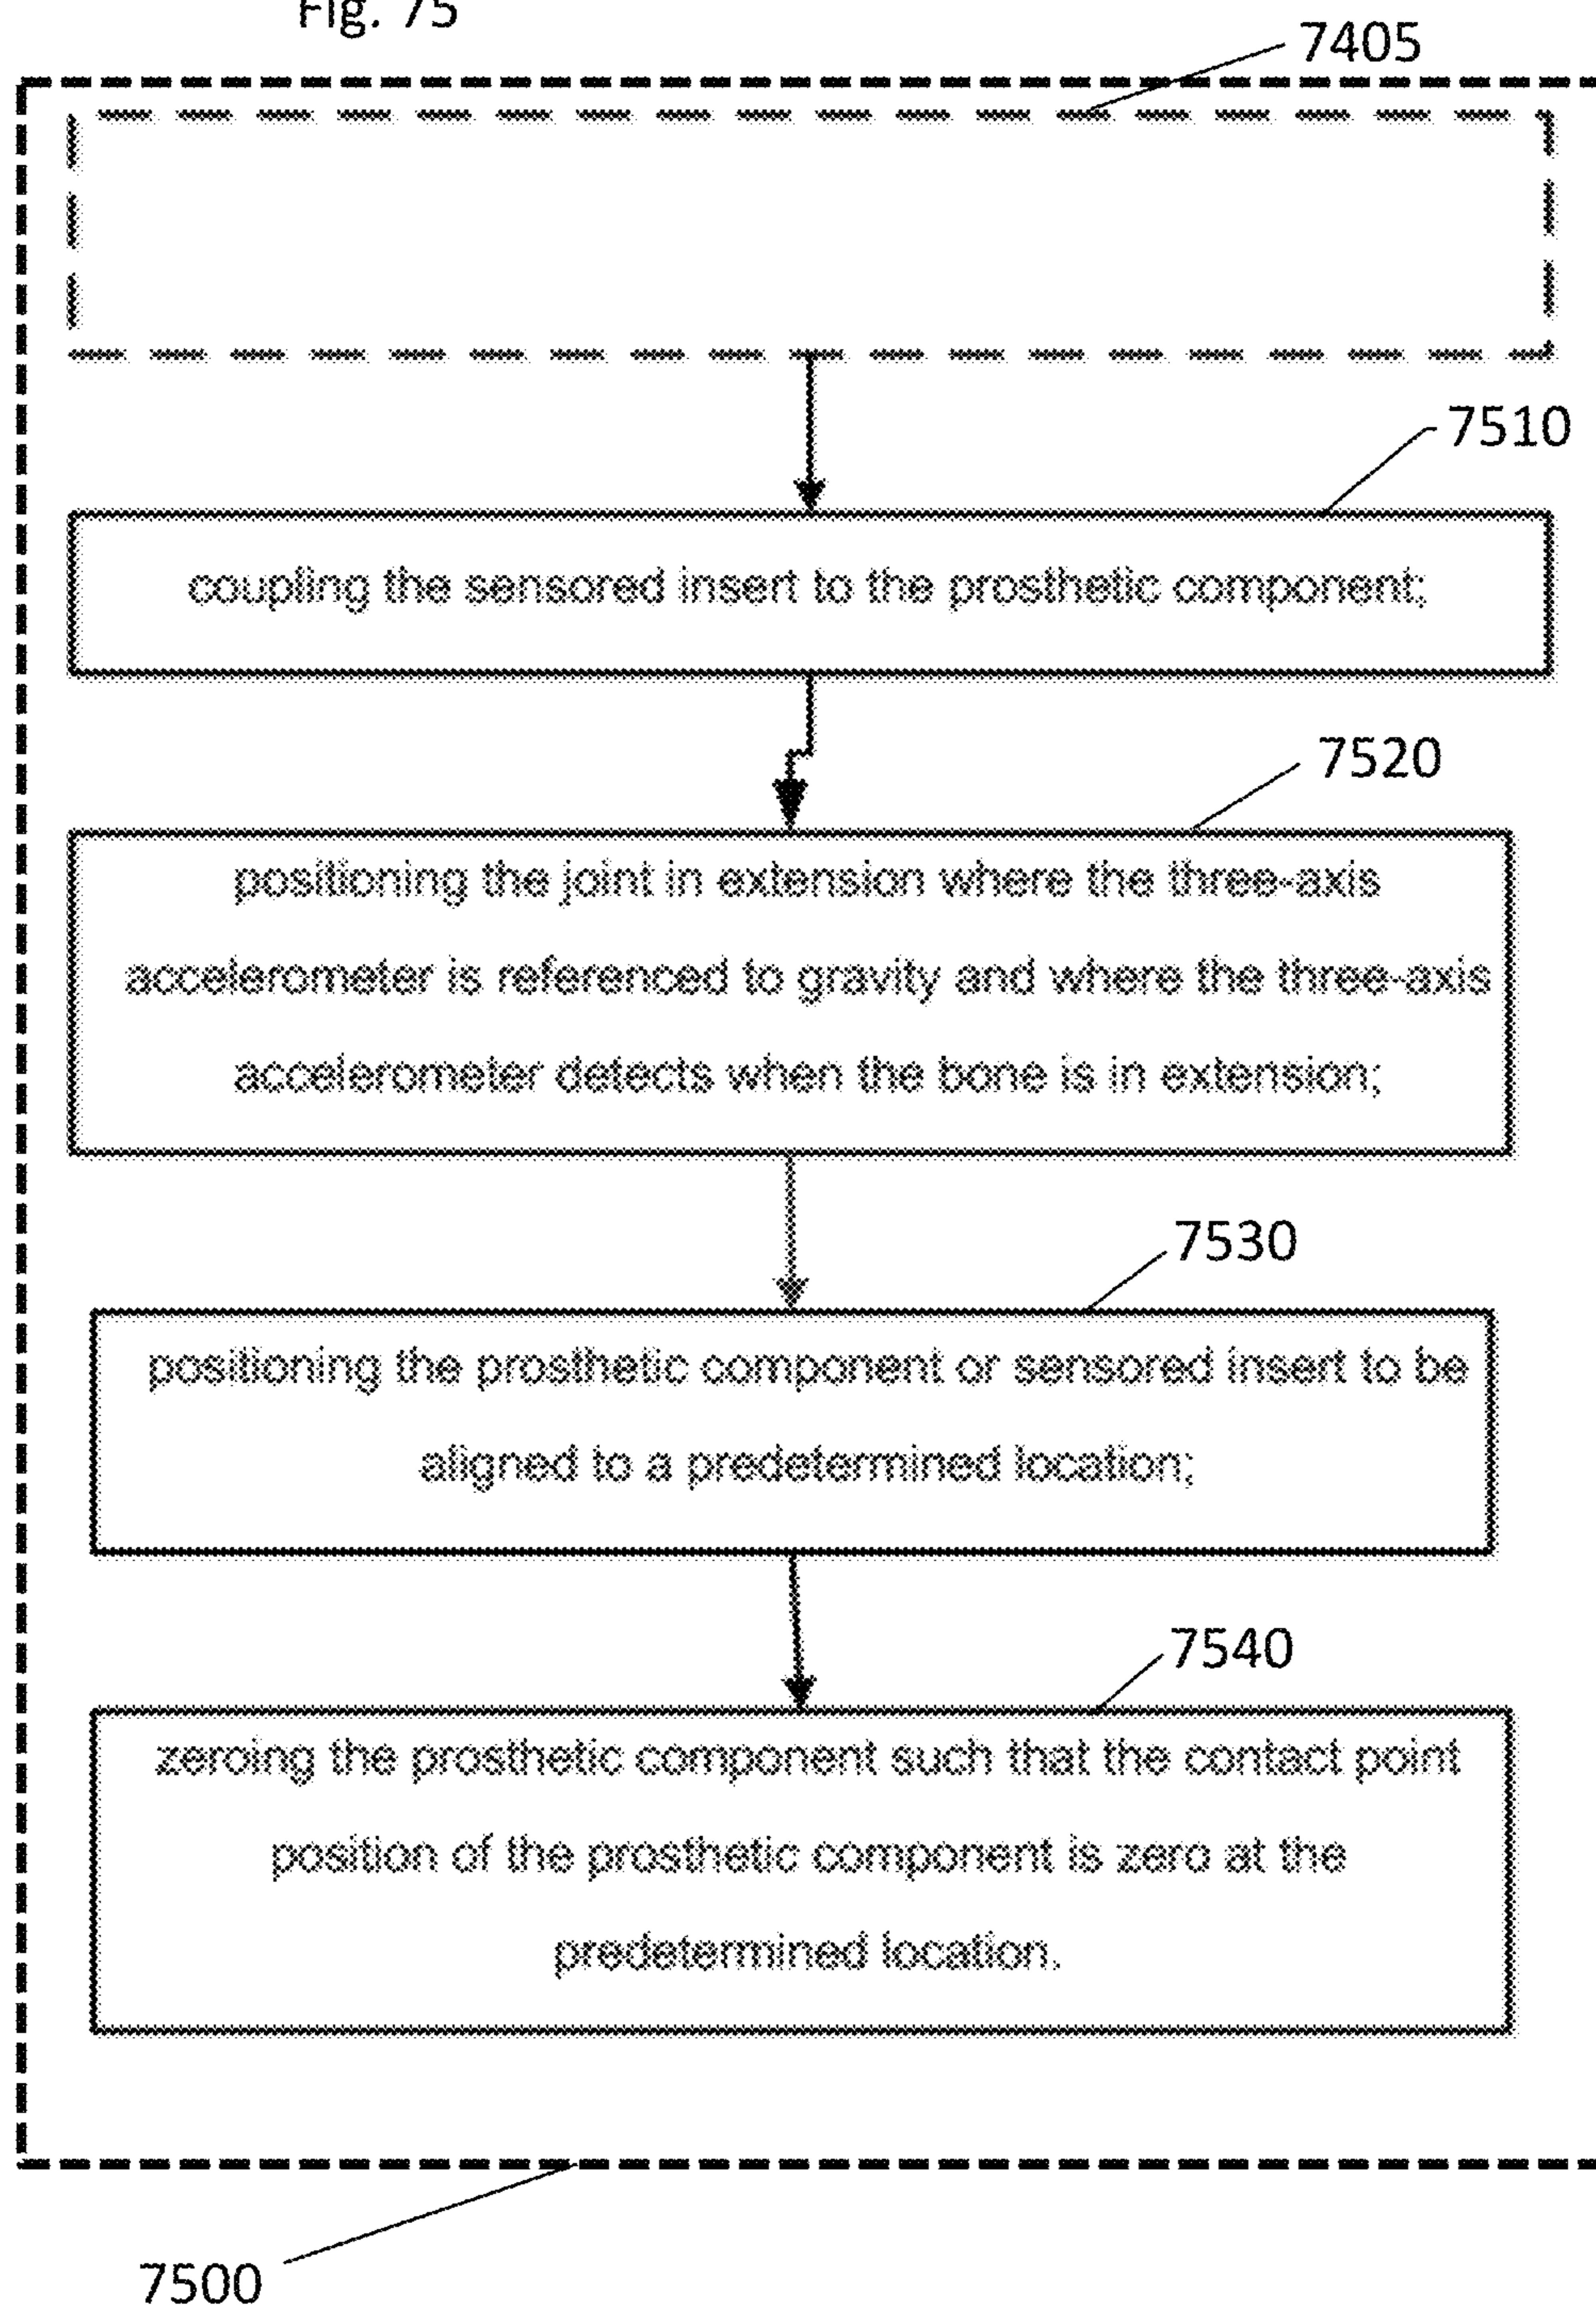 Fig. 75
7405
7510
coupling the sensored insert to the prosthetic component;
7520
positioning the joint in extension where the three-axis
accelerometer is referenced to gravity and where the three-axis
accelerometer detects when the bone is in extension;
7530
positioning the prosthetic component or sensored insert to be
aligned to a predetermined location;
7540
zeroing the prosthetic component such that the contact point
position of the prosthetic component is zero at the
predetermined location.
7500